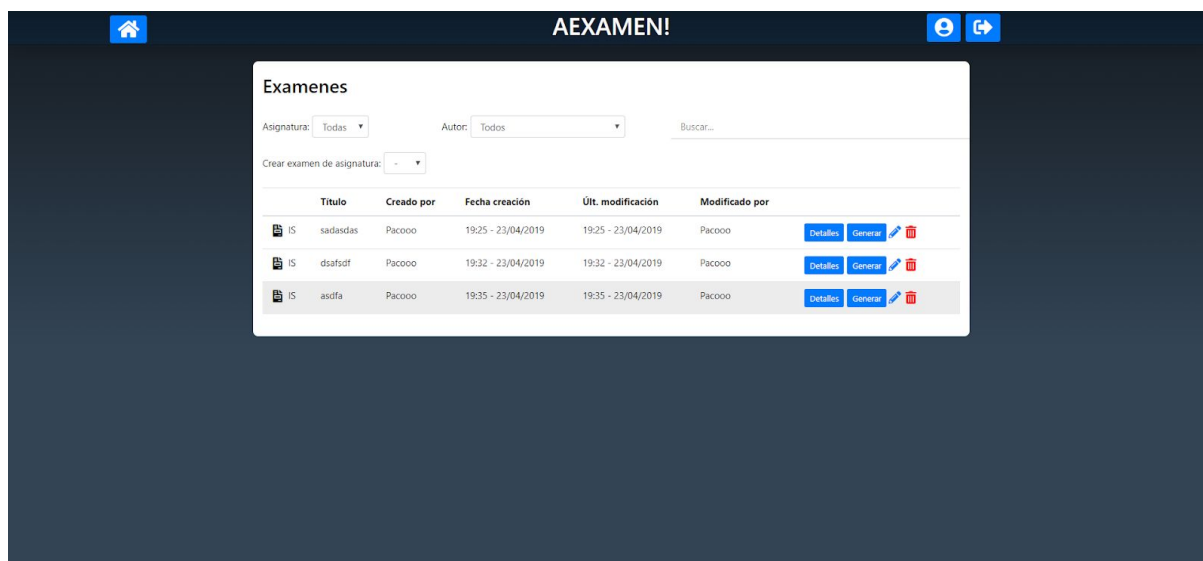 AEXAMEN!
Examenes
Asignatura: Todas Autor: Todos Buscar...
Crear examen de asignatura: -
Título Creado por Fecha creación Últ. modificación Modificado por
IS sadasdas Pacooo 19:25 - 23/04/2019 19:25 - 23/04/2019 Pacooo Detalles Generar
IS dsafsdf Pacooo 19:32 - 23/04/2019 19:32 - 23/04/2019 Pacooo Detalles Generar
IS asdfa Pacooo 19:35 - 23/04/2019 19:35 - 23/04/2019 Pacooo Detalles Generar